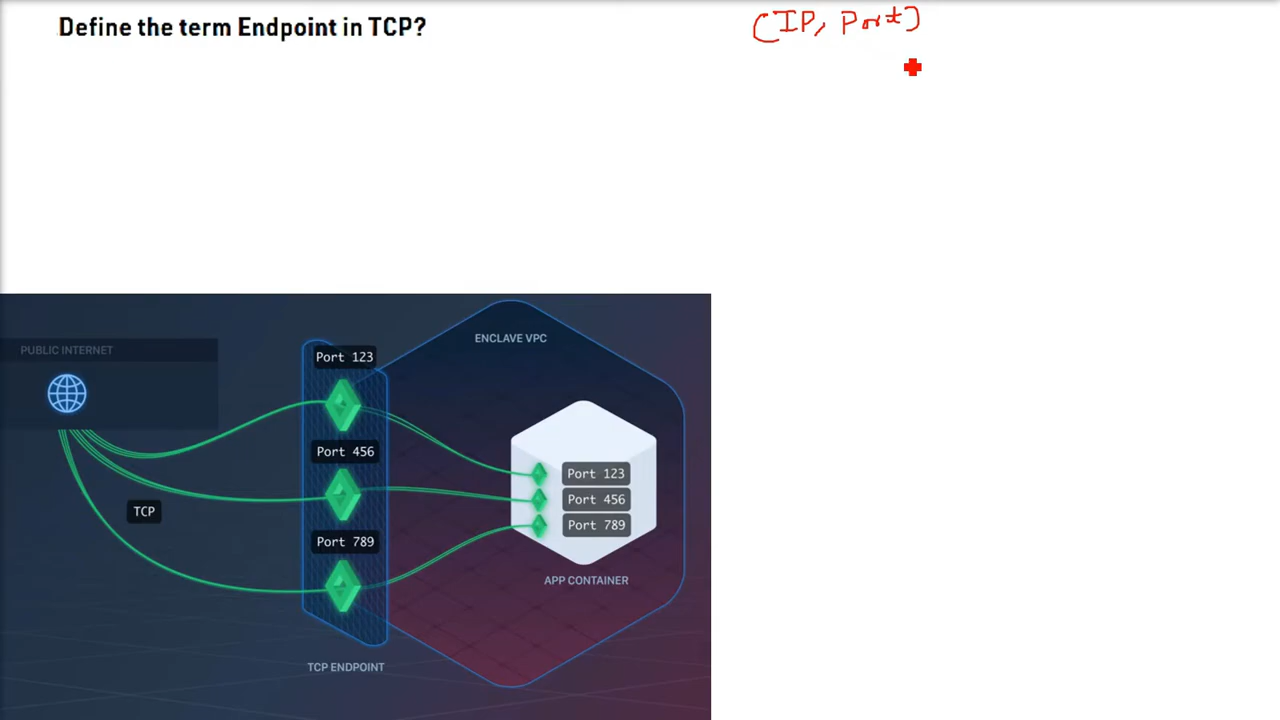 Define the term Endpoint in TCP?
(IP, Port)
PUBLIC INTERNET
ENCLAVE VPC
Port 123
Port 456
TCP
Port 789
Port 123
Port 456
Port 789
APP CONTAINER
TCP ENDPOINT